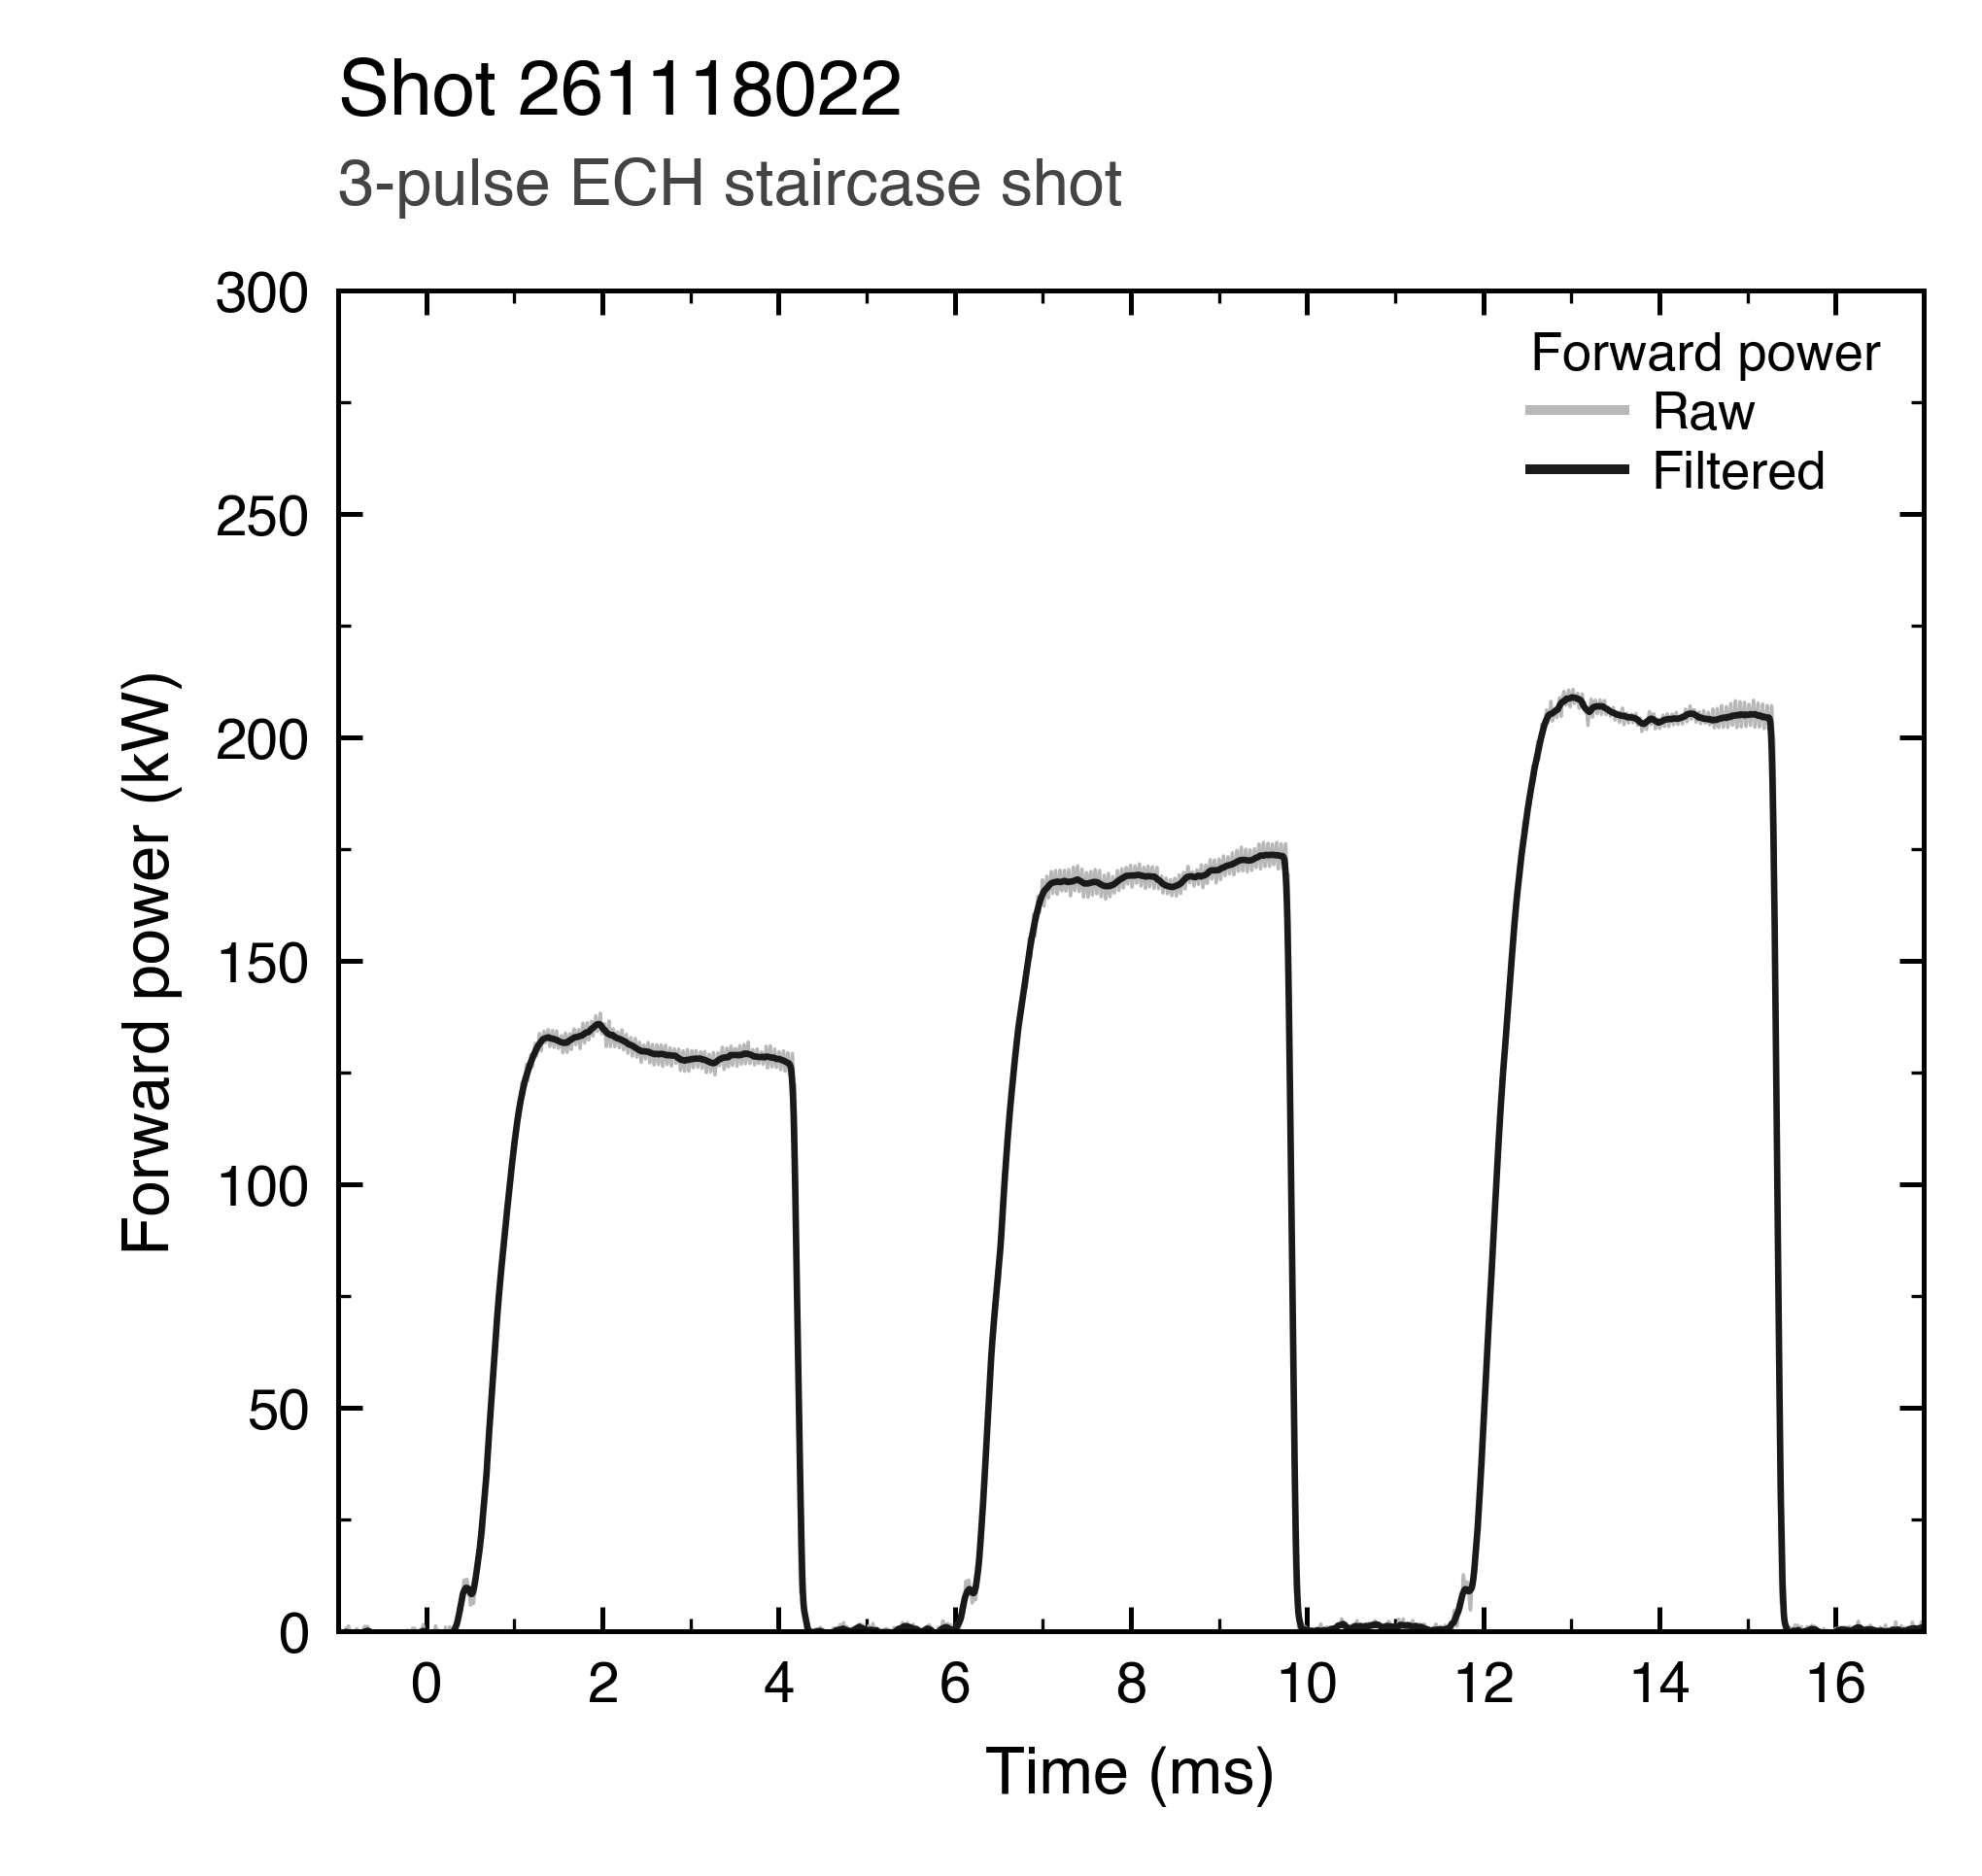 Shot 261118022
3-pulse ECH staircase shot
Forward power
Raw
Filtered
Forward power (kW)
300
250
200
150
100
50
0
0 2 4 6 8 10 12 14 16
Time (ms)